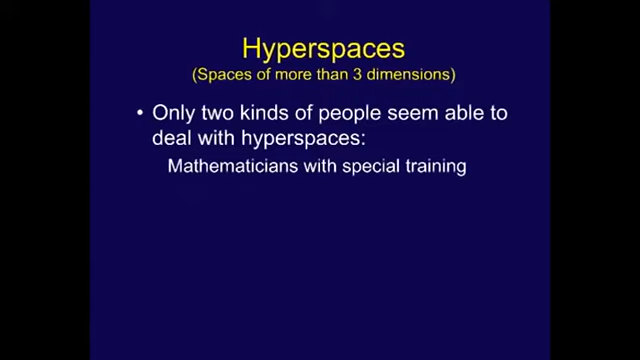 Hyperspaces
(Spaces of more than 3 dimensions)
• Only two kinds of people seem able to
deal with hyperspaces:
Mathematicians with special training